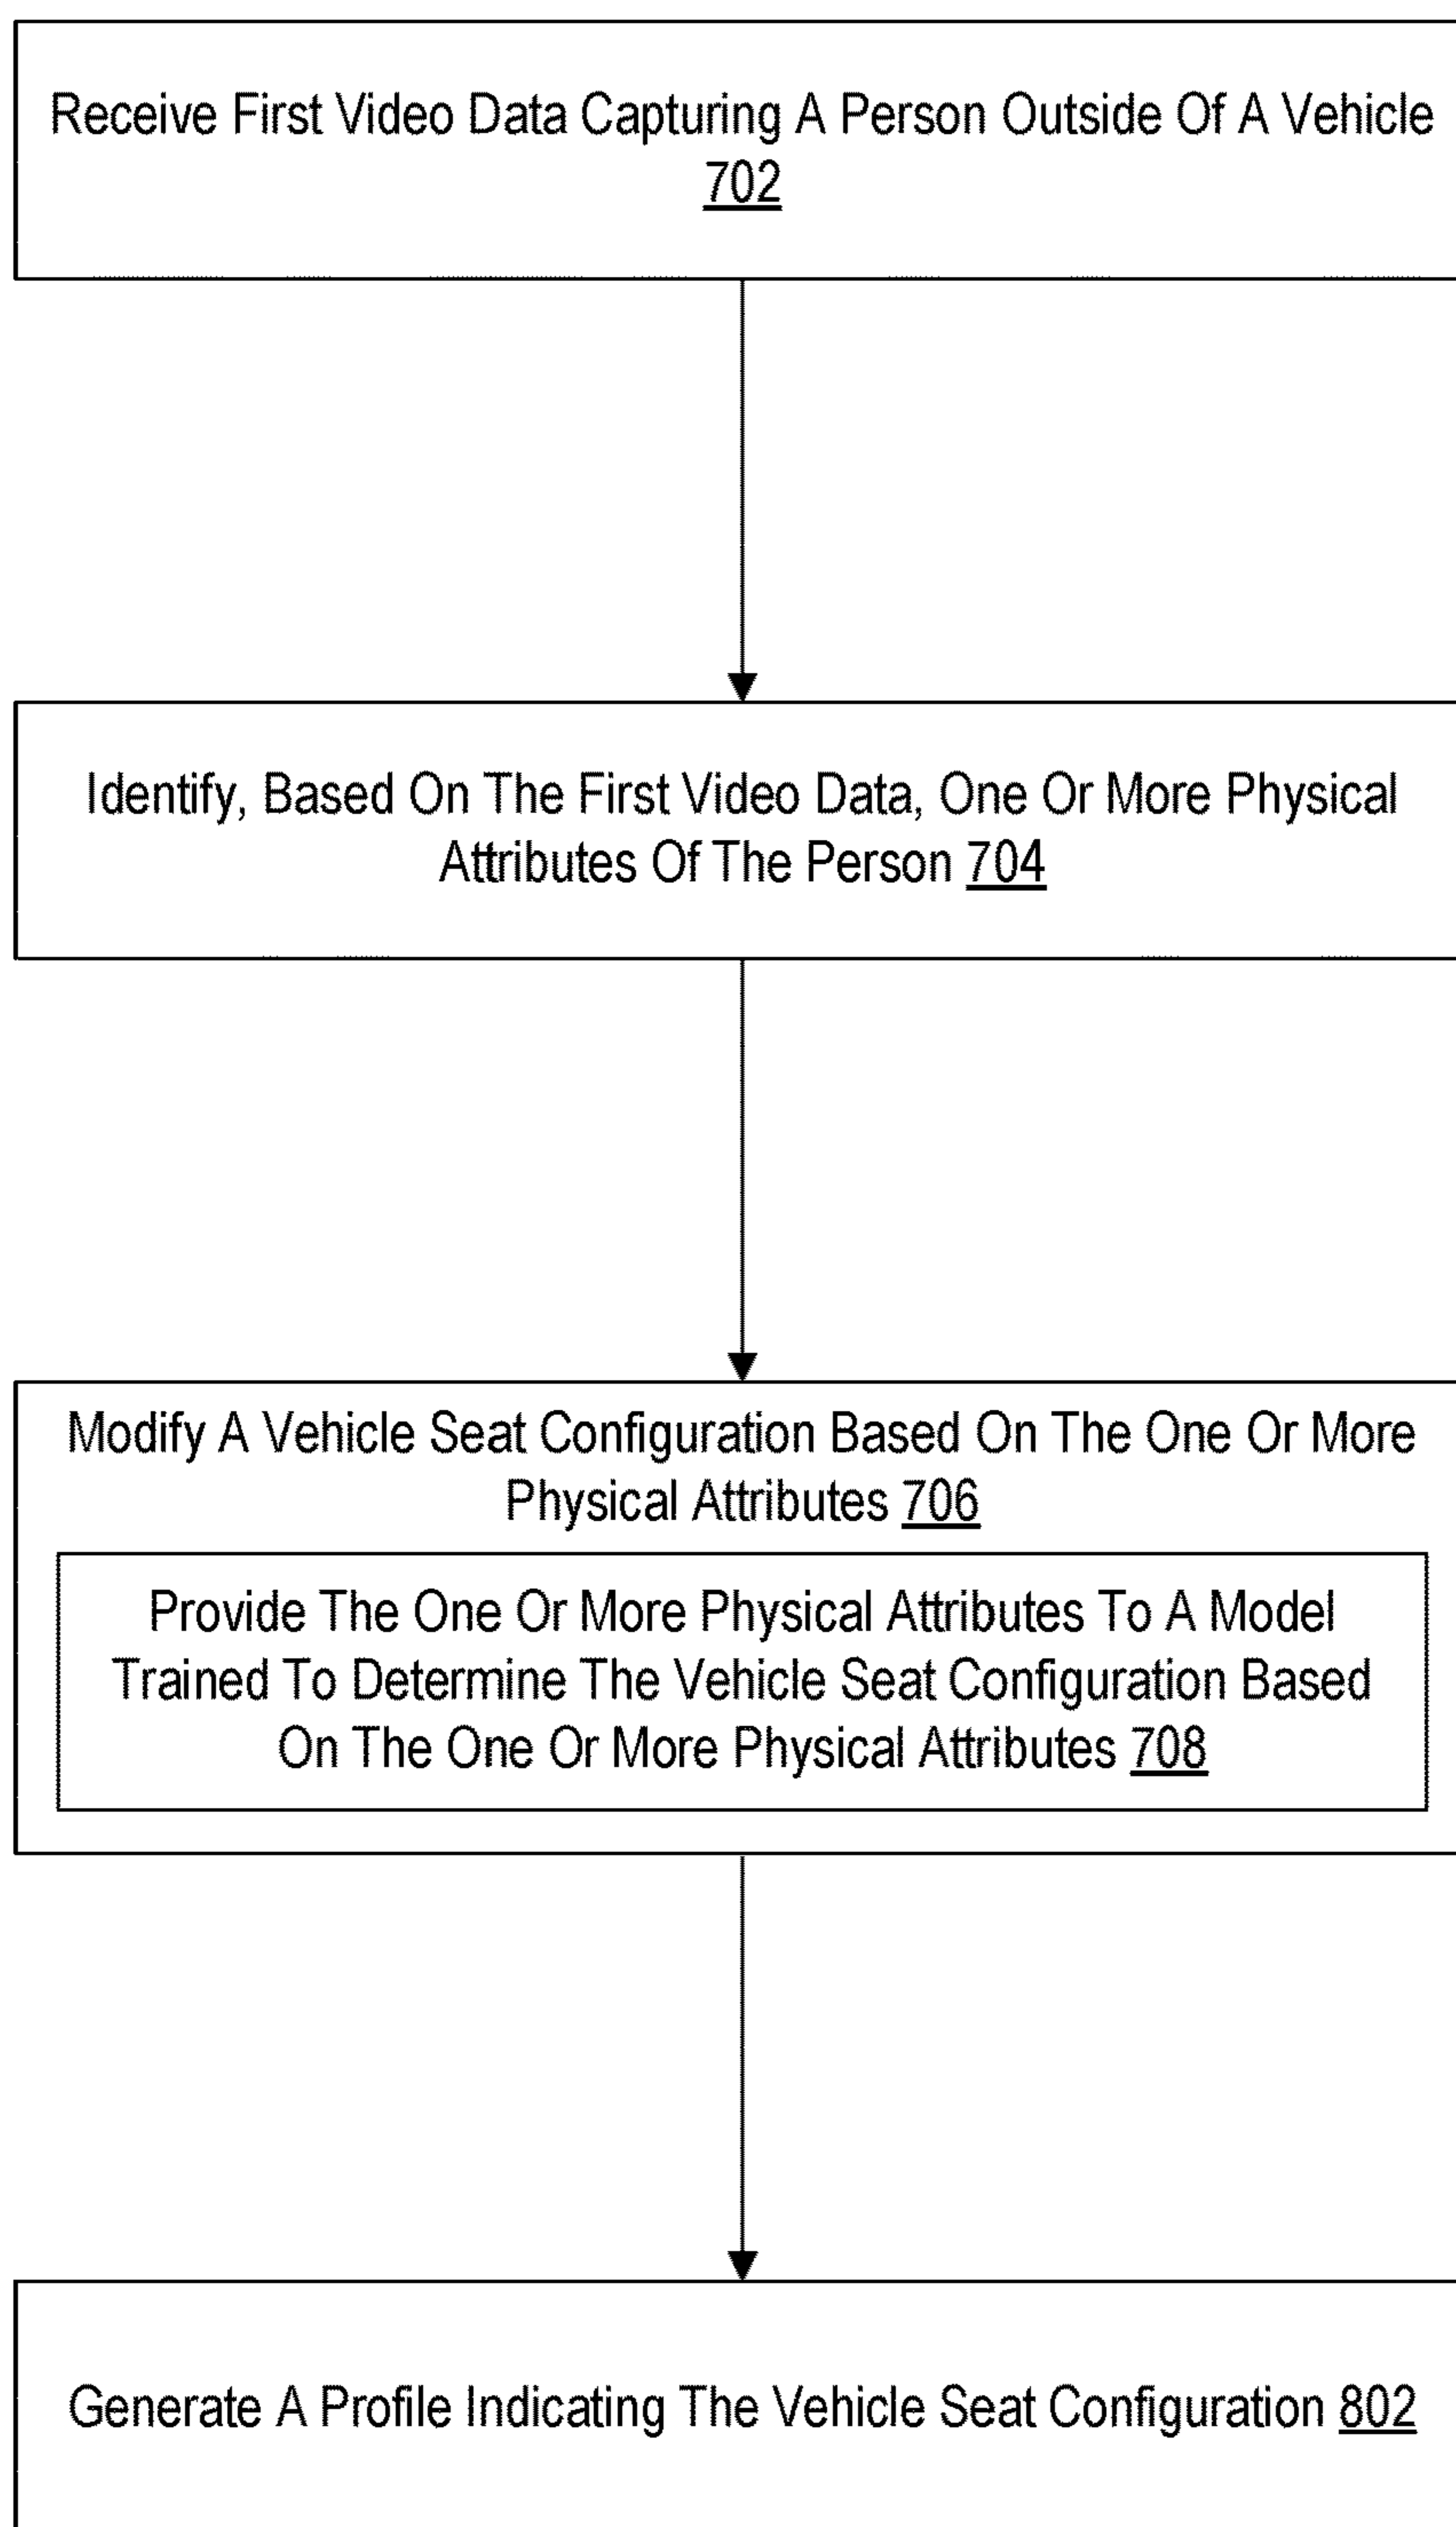 Receive First Video Data Capturing A Person Outside Of A Vehicle
702
Identify, Based On The First Video Data, One Or More Physical
Attributes Of The Person 704
Modify A Vehicle Seat Configuration Based On The One Or More
Physical Attributes 706
Provide The One Or More Physical Attributes To A Model
Trained To Determine The Vehicle Seat Configuration Based
On The One Or More Physical Attributes 708
Generate A Profile Indicating The Vehicle Seat Configuration 802